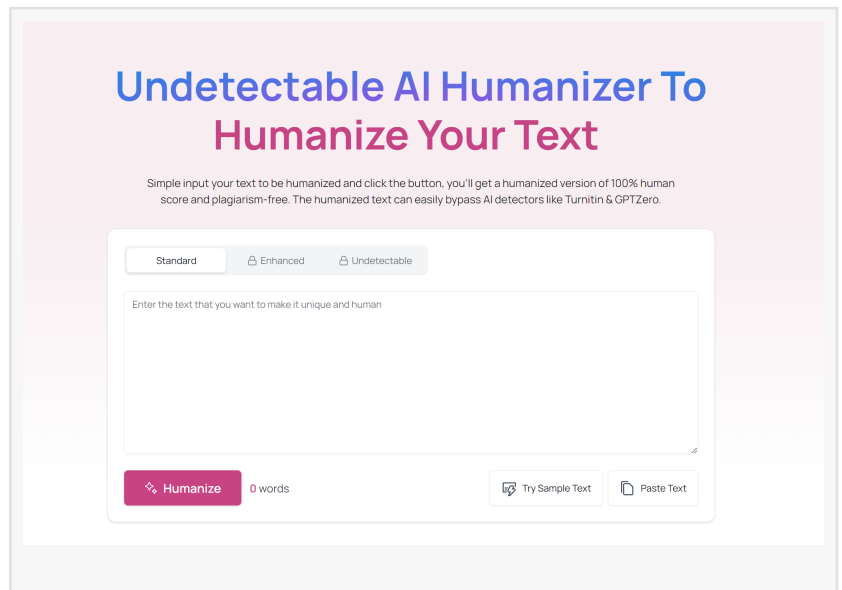 Undetectable AI Humanizer To
Humanize Your Text
Simple input your text to be humanized and click the button, you'll get a humanized version of 100% human
score and plagiarism-free. The humanized text can easily bypass AI detectors like Turnitin & GPTZero.
Standard Enhanced Undetectable
Enter the text that you want to make it unique and human
Humanize 0 words Try Sample Text Paste Text